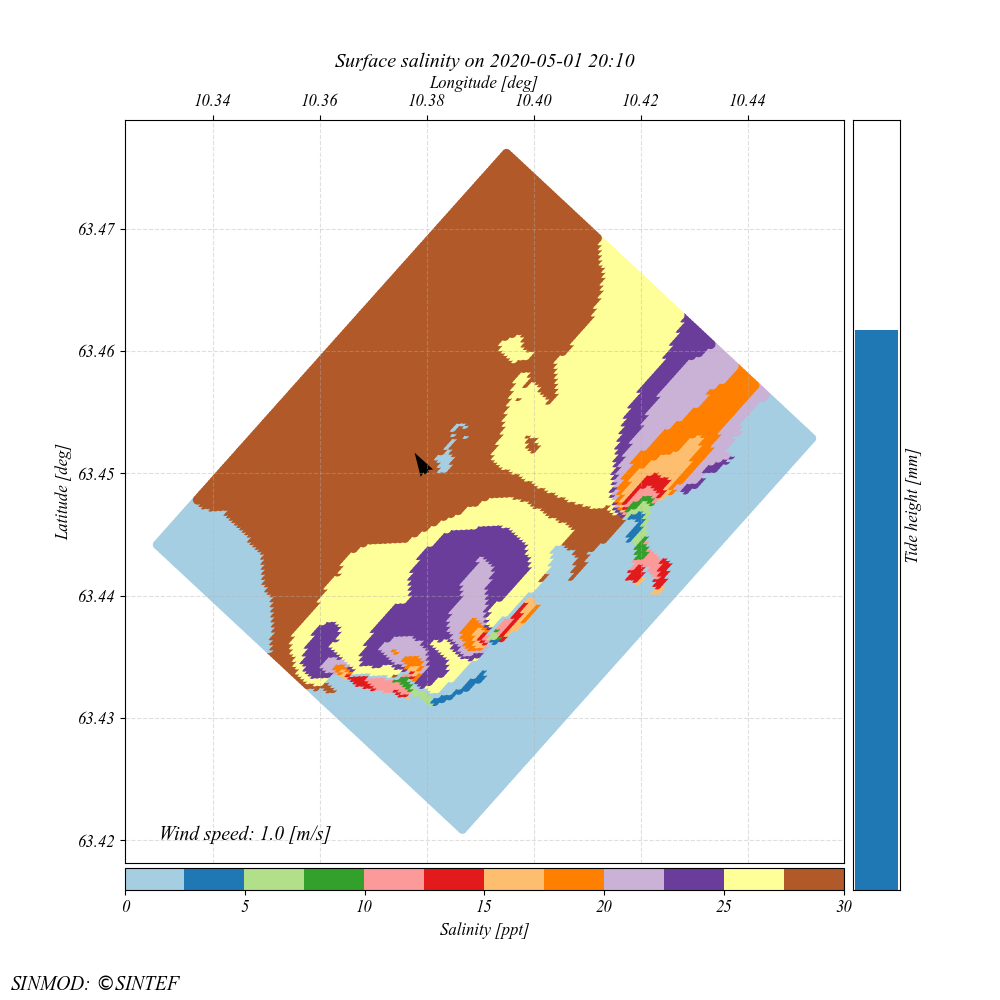 Surface salinity on 2020-05-01 20:10
Longitude [deg]
10.34 10.36 10.38 10.40 10.42 10.44
63.47
63.46
63.45
63.44
63.43
63.42
Latitude [deg]
Tide height [mm]
Wind speed: 1.0 [m/s]
0 5 10 15 20 25 30
Salinity [ppt]
SINMOD: ©SINTEF